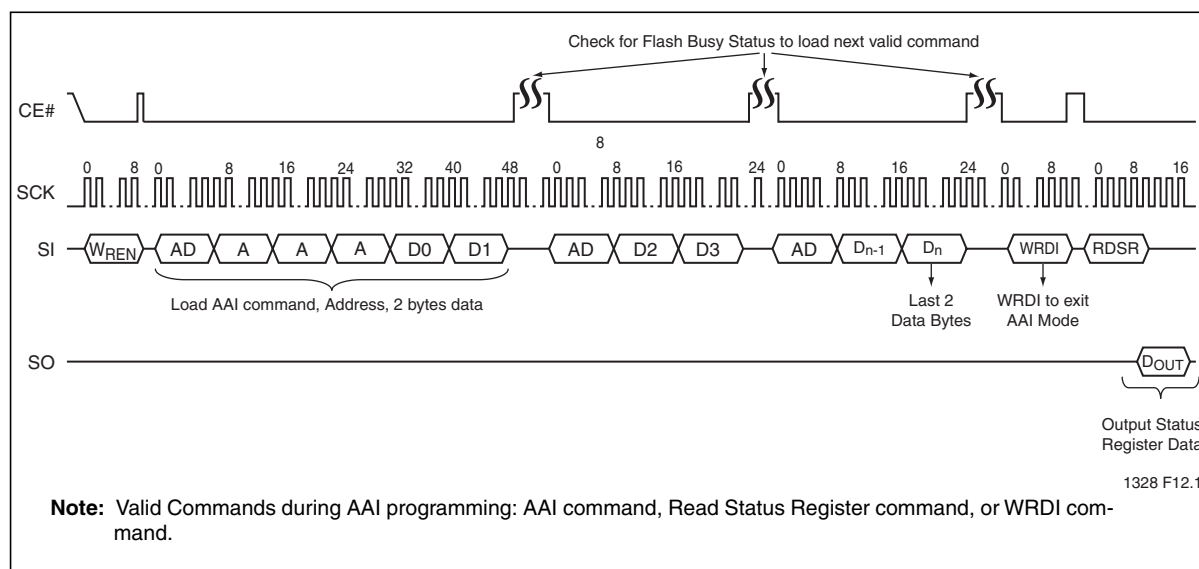 Check for Flash Busy Status to load next valid command
CE#
8
0 8 0 8 16 24 32 40 48 0 8 16 24 0 8 16 24 0 8 0 8 16
SCK
SI WREN AD A A A D0 D1 AD D2 D3 AD Dn-1 Dn WRDI RDSR
Load AAI command, Address, 2 bytes data
Last 2
Data Bytes
WRDI to exit
AAI Mode
SO DOUT
Output Status
Register Data
1328 F12.1
Note: Valid Commands during AAI programming: AAI command, Read Status Register command, or WRDI com-
mand.